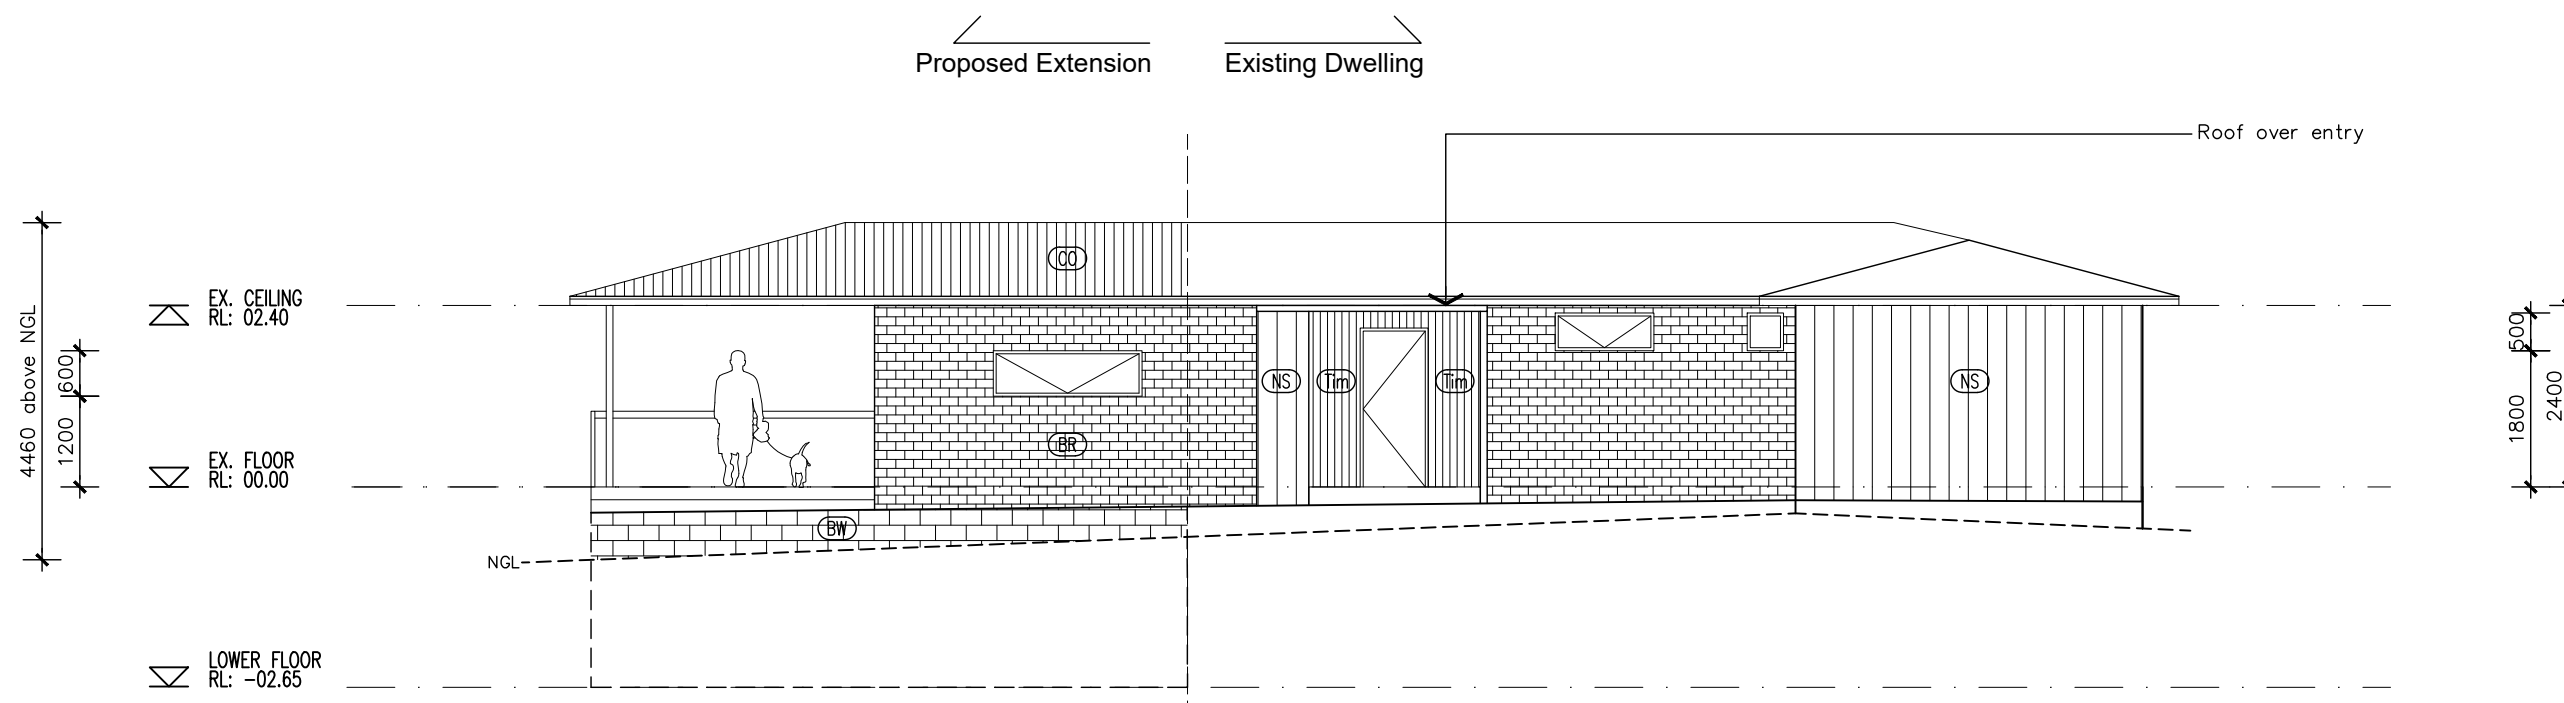 Proposed Extension
Existing Dwelling
Roof over entry
4460 above NGL
600
1200
EX. CEILING
RL: 02.40
EX. FLOOR
RL: 00.00
LOWER FLOOR
RL: -02.65
CO
BR
NS
Tim
Tim
NS
BW
NGL
500
1800
2400